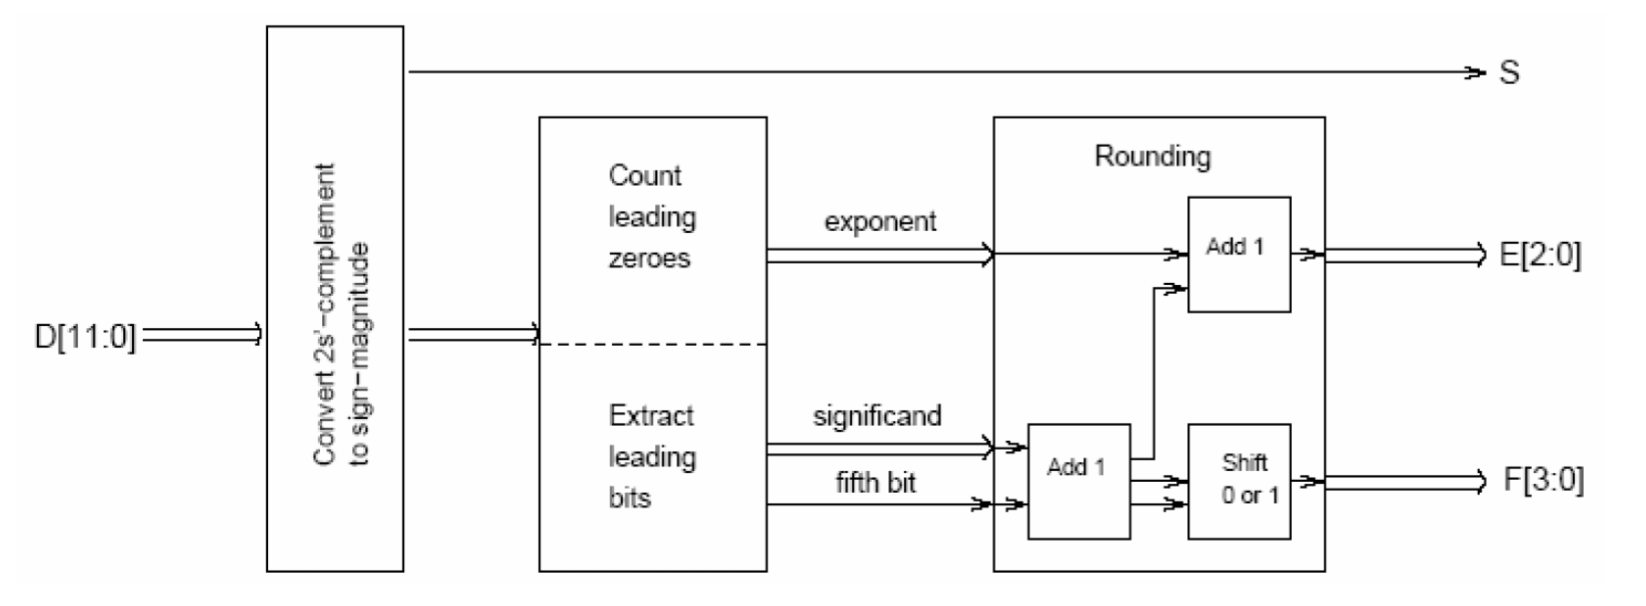 S
Convert 2s'-complement
to sign-magnitude
Count
leading
zeroes
exponent
Rounding
Add 1
E[2:0]
D[11:0]
Extract
leading
bits
significand
fifth bit
Add 1
Shift
0 or 1
F[3:0]